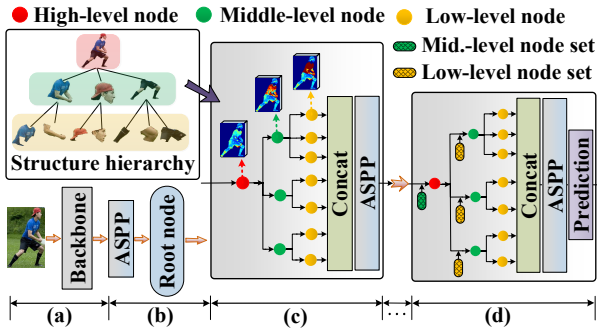 High-level node
Middle-level node
Low-level node
Mid.-level node set
Low-level node set
Structure hierarchy
Backbone
ASPP
Root node
Concat
ASPP
Concat
ASPP
Prediction
(a)
(b)
(c)
....
(d)